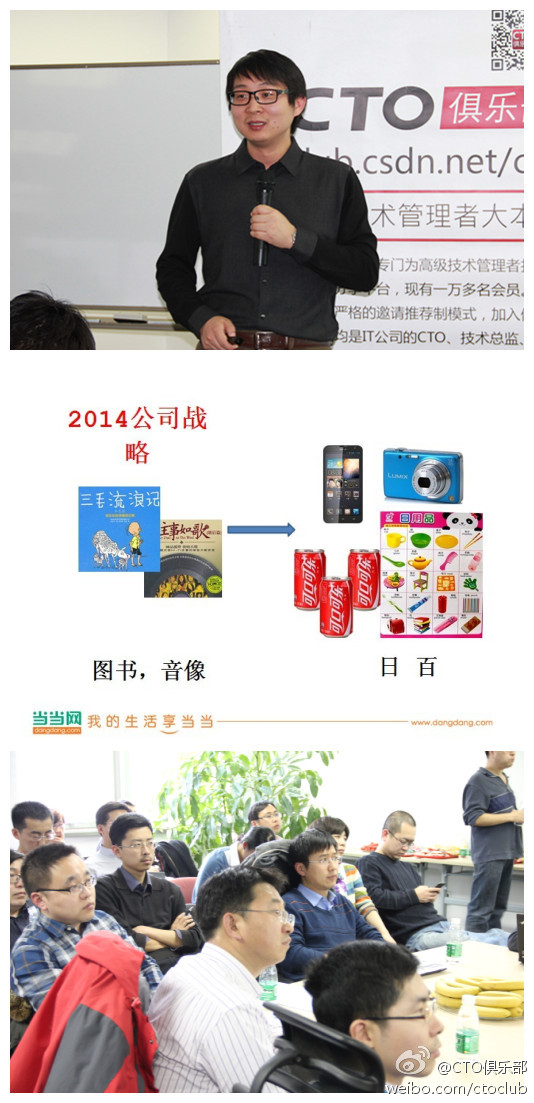 CTO 俱乐
club.csdn.net/c
术管理者大本
专门为高级技术管理者
台，现有一万多名会员。
严格的邀请推荐制模式，加入
均是IT公司的CTO、技术总监、
2014公司战
略
三毛流浪记
往事如歌
LUMIX
日用品
图书，音像
日 百
当当网
dangdang.com
我的生活享当当
www.dangdang.com
@CTO俱乐部
weibo.com/ctoclub